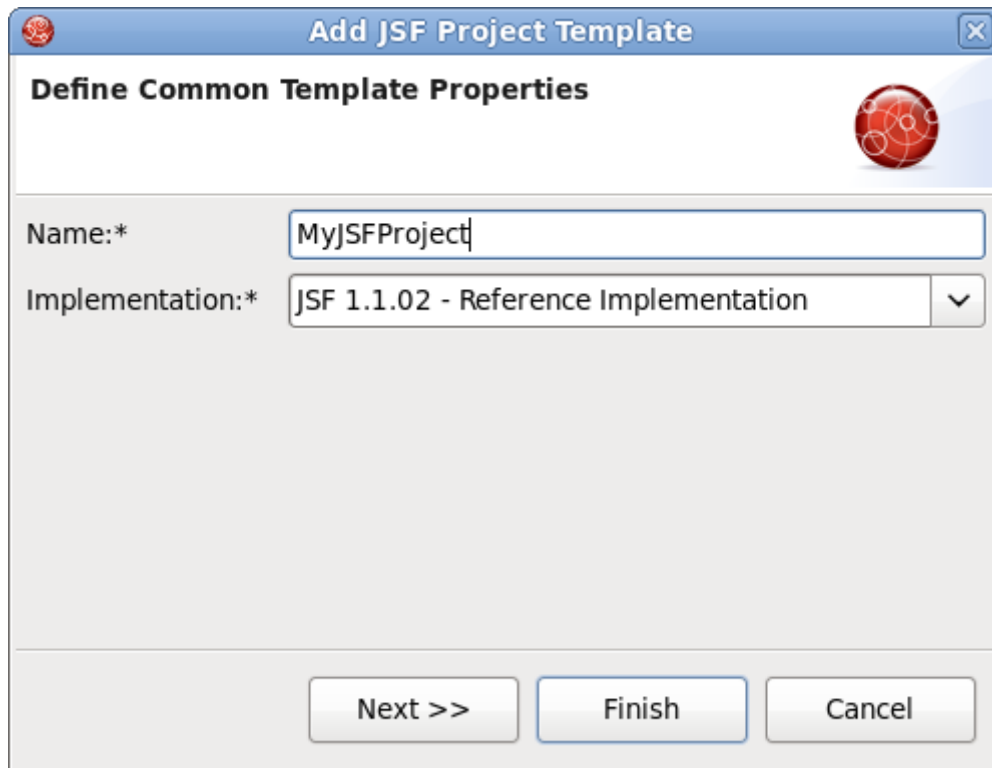 Add JSF Project Template
Define Common Template Properties
Name:* MyJSFProject
Implementation:* JSF 1.1.02 - Reference Implementation
Next >> Finish Cancel